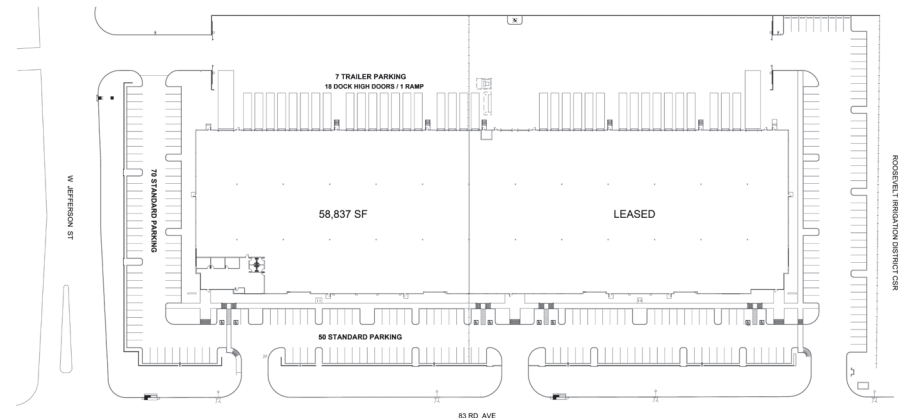 N
7 TRAILER PARKING
18 DOCK HIGH DOORS / 1 RAMP
W JEFFERSON ST
70 STANDARD PARKING
58,837 SF
LEASED
ROOSEVELT IRRIGATION DISTRICT CSR
50 STANDARD PARKING
83 RD AVE